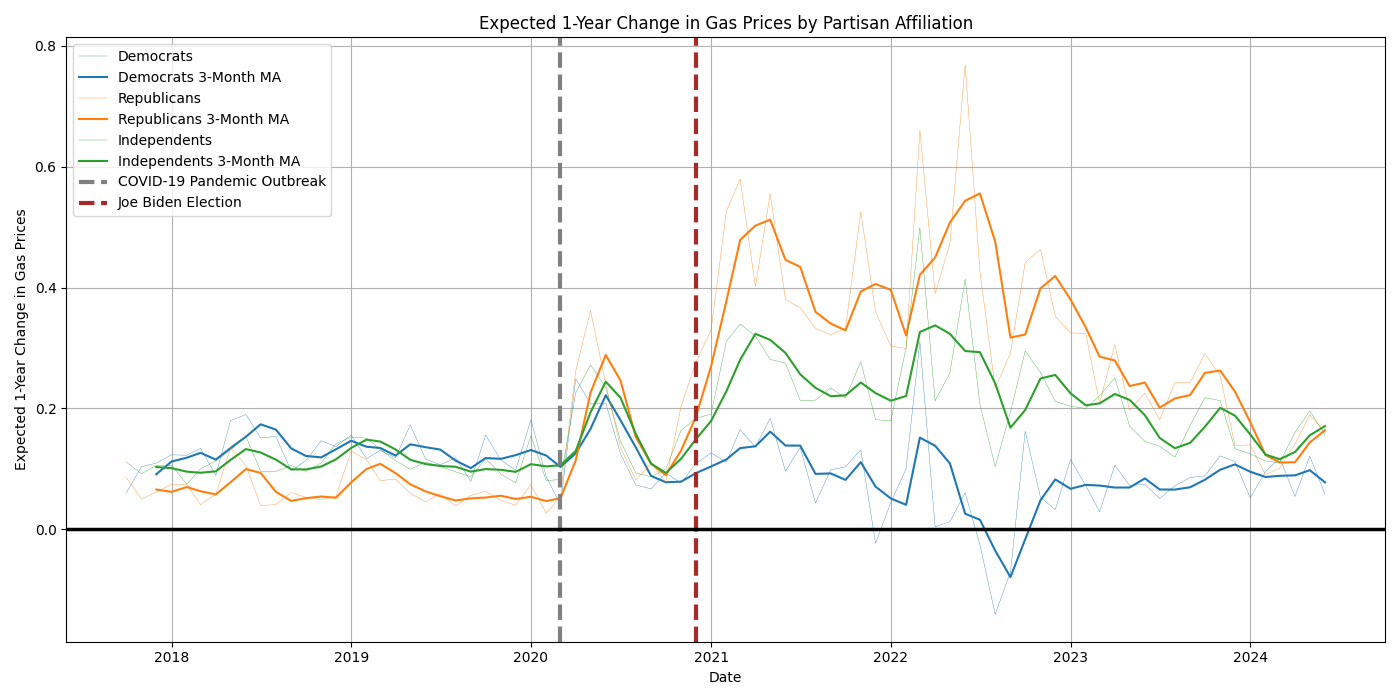 Expected 1-Year Change in Gas Prices by Partisan Affiliation
Democrats
Democrats 3-Month MA
Republicans
Republicans 3-Month MA
Independents
Independents 3-Month MA
COVID-19 Pandemic Outbreak
Joe Biden Election
Expected 1-Year Change in Gas Prices
0.8
0.6
0.4
0.2
0.0
2018 2019 2020 2021 2022 2023 2024
Date